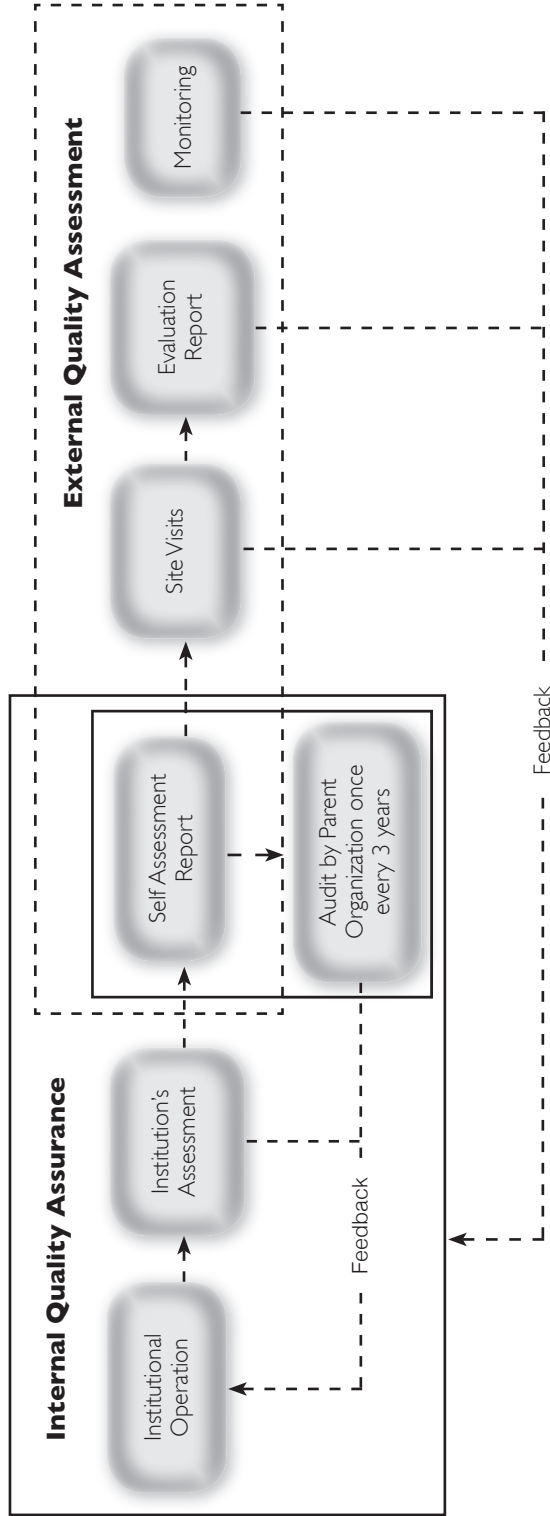 Internal Quality Assurance
External Quality Assessment
Institutional
Operation
Institution's
Assessment
Self Assessment
Report
Site Visits
Evaluation
Report
Monitoring
Audit by Parent
Organization once
every 3 years
Feedback
Feedback